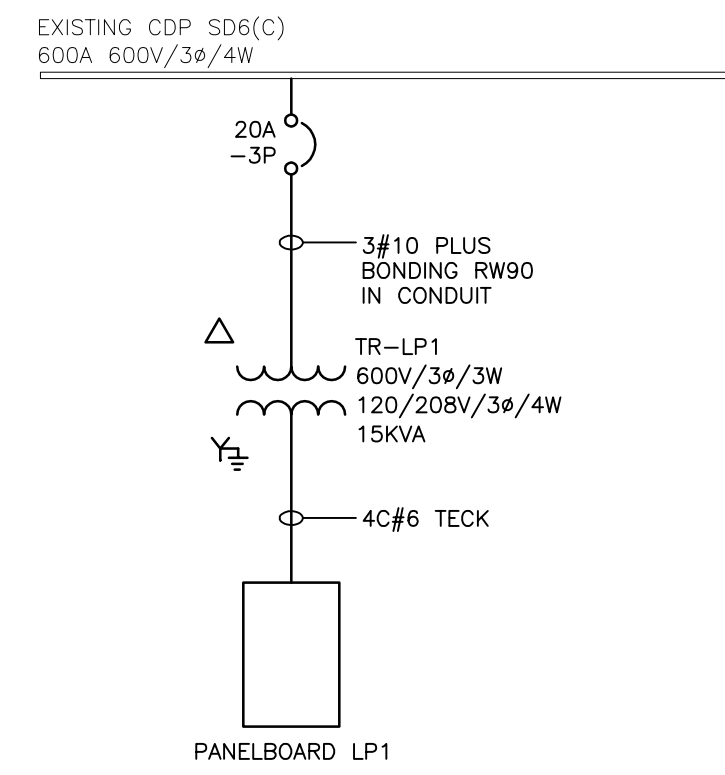 EXISTING CDP SD6(C)
600A 600V/3ø/4W
20A
-3P
3#10 PLUS
BONDING RW90
IN CONDUIT
TR-LP1
600V/3ø/3W
120/208V/3ø/4W
15KVA
4C#6 TECK
PANELBOARD LP1